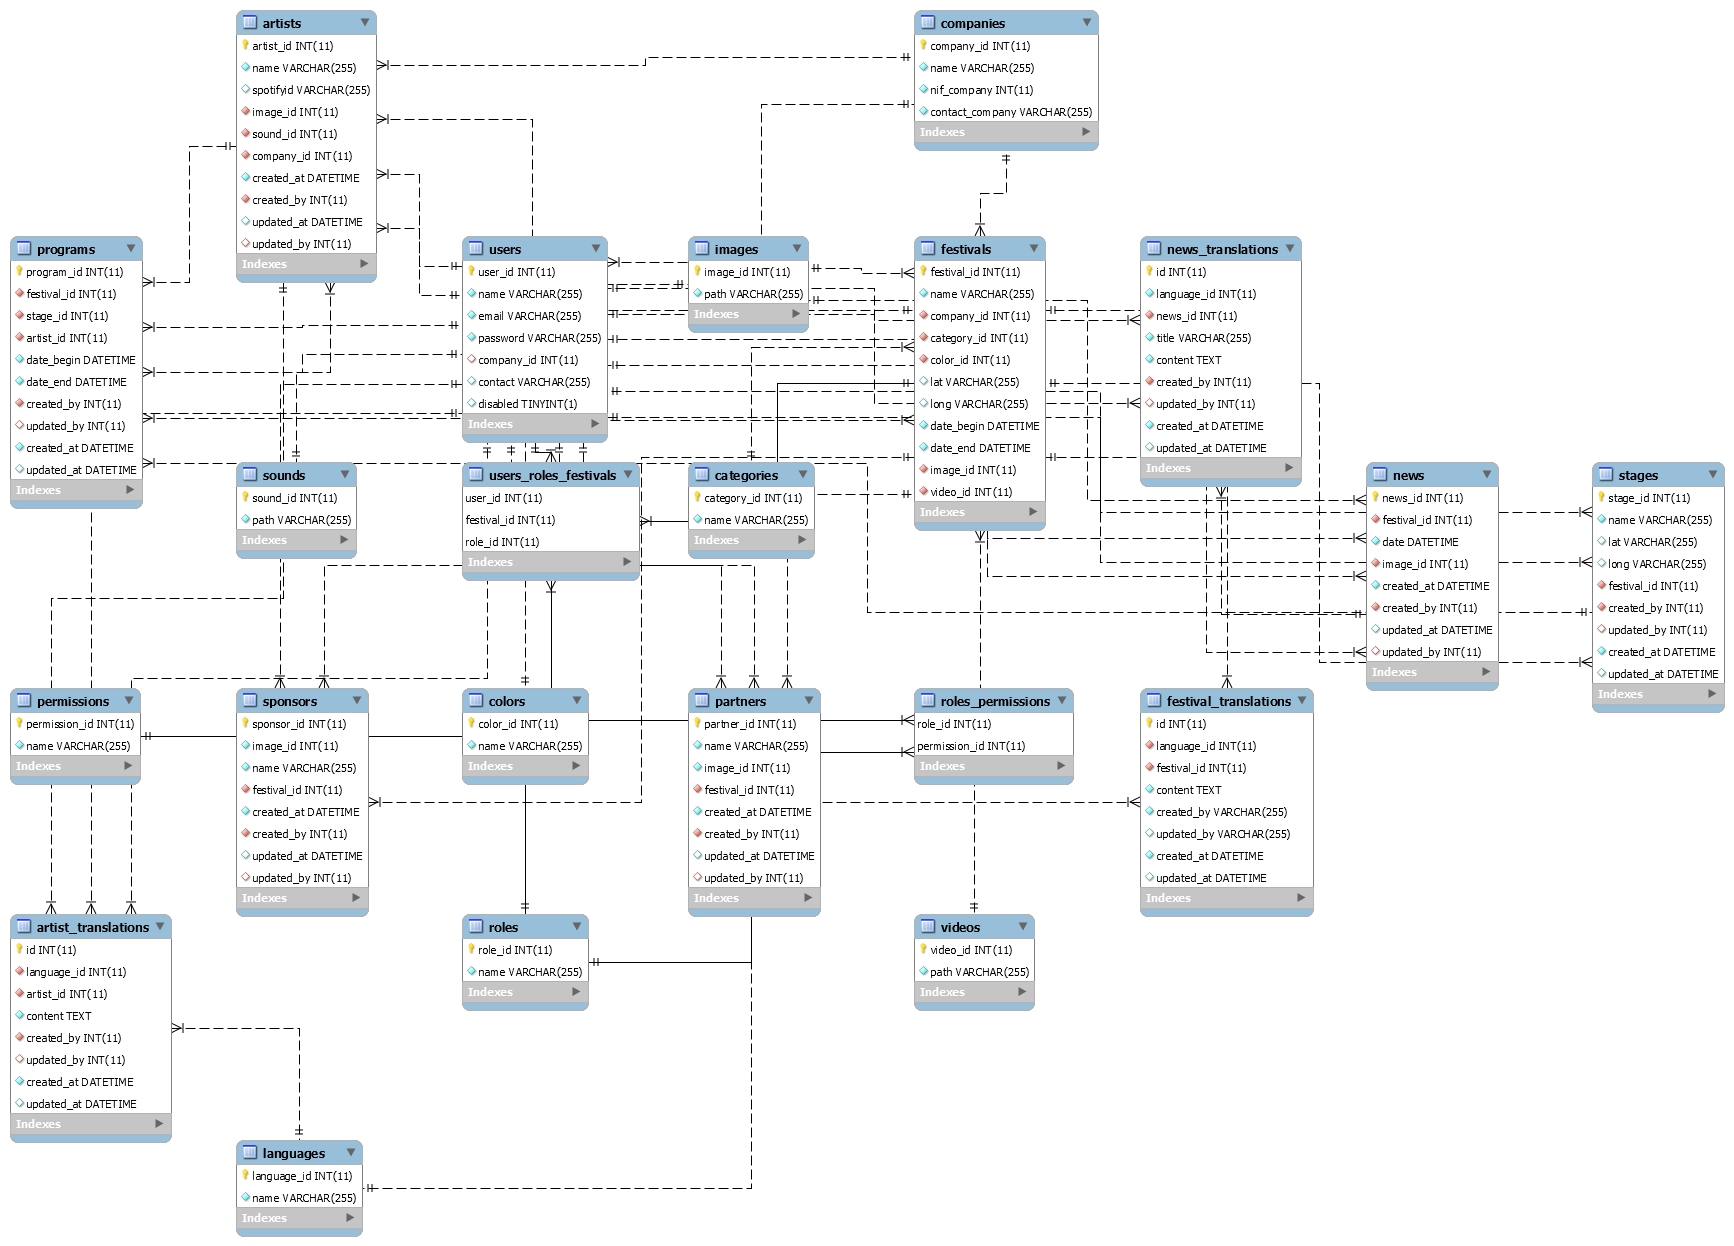 artists
artist_id INT(11)
name VARCHAR(255)
spotifyid VARCHAR(255)
image_id INT(11)
sound_id INT(11)
company_id INT(11)
created_at DATETIME
created_by INT(11)
updated_at DATETIME
updated_by INT(11)
Indexes
companies
company_id INT(11)
name VARCHAR(255)
nif_company INT(11)
contact_company VARCHAR(255)
Indexes
programs
program_id INT(11)
festival_id INT(11)
stage_id INT(11)
artist_id INT(11)
date_begin DATETIME
date_end DATETIME
created_by INT(11)
updated_by INT(11)
created_at DATETIME
updated_at DATETIME
Indexes
users
user_id INT(11)
name VARCHAR(255)
email VARCHAR(255)
password VARCHAR(255)
company_id INT(11)
contact VARCHAR(255)
disabled TINYINT(1)
Indexes
images
image_id INT(11)
path VARCHAR(255)
Indexes
festivals
festival_id INT(11)
name VARCHAR(255)
company_id INT(11)
category_id INT(11)
color_id INT(11)
lat VARCHAR(255)
long VARCHAR(255)
date_begin DATETIME
date_end DATETIME
image_id INT(11)
video_id INT(11)
Indexes
news_translations
id INT(11)
language_id INT(11)
news_id INT(11)
title VARCHAR(255)
content TEXT
created_by INT(11)
updated_by INT(11)
created_at DATETIME
updated_at DATETIME
Indexes
sounds
sound_id INT(11)
path VARCHAR(255)
Indexes
users_roles_festivals
user_id INT(11)
festival_id INT(11)
role_id INT(11)
Indexes
categories
category_id INT(11)
name VARCHAR(255)
Indexes
news
news_id INT(11)
festival_id INT(11)
date DATETIME
image_id INT(11)
created_at DATETIME
created_by INT(11)
updated_at DATETIME
updated_by INT(11)
Indexes
stages
stage_id INT(11)
name VARCHAR(255)
lat VARCHAR(255)
long VARCHAR(255)
festival_id INT(11)
created_by INT(11)
updated_by INT(11)
created_at DATETIME
updated_at DATETIME
Indexes
permissions
permission_id INT(11)
name VARCHAR(255)
Indexes
sponsors
sponsor_id INT(11)
image_id INT(11)
name VARCHAR(255)
festival_id INT(11)
created_at DATETIME
created_by INT(11)
updated_at DATETIME
updated_by INT(11)
Indexes
colors
color_id INT(11)
name VARCHAR(255)
Indexes
partners
partner_id INT(11)
name VARCHAR(255)
image_id INT(11)
festival_id INT(11)
created_at DATETIME
created_by INT(11)
updated_at DATETIME
updated_by INT(11)
Indexes
roles_permissions
role_id INT(11)
permission_id INT(11)
Indexes
festival_translations
id INT(11)
language_id INT(11)
festival_id INT(11)
content TEXT
created_by VARCHAR(255)
updated_by VARCHAR(255)
created_at DATETIME
updated_at DATETIME
Indexes
artist_translations
id INT(11)
language_id INT(11)
artist_id INT(11)
content TEXT
created_by INT(11)
updated_by INT(11)
created_at DATETIME
updated_at DATETIME
Indexes
roles
role_id INT(11)
name VARCHAR(255)
Indexes
videos
video_id INT(11)
path VARCHAR(255)
Indexes
languages
language_id INT(11)
name VARCHAR(255)
Indexes